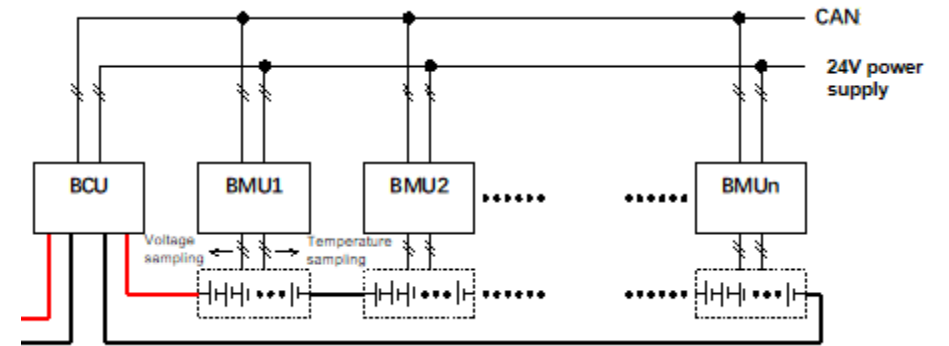 CAN
24V power
supply
BCU
BMU1
BMU2
BMUn
Voltage
sampling
Temperature
sampling